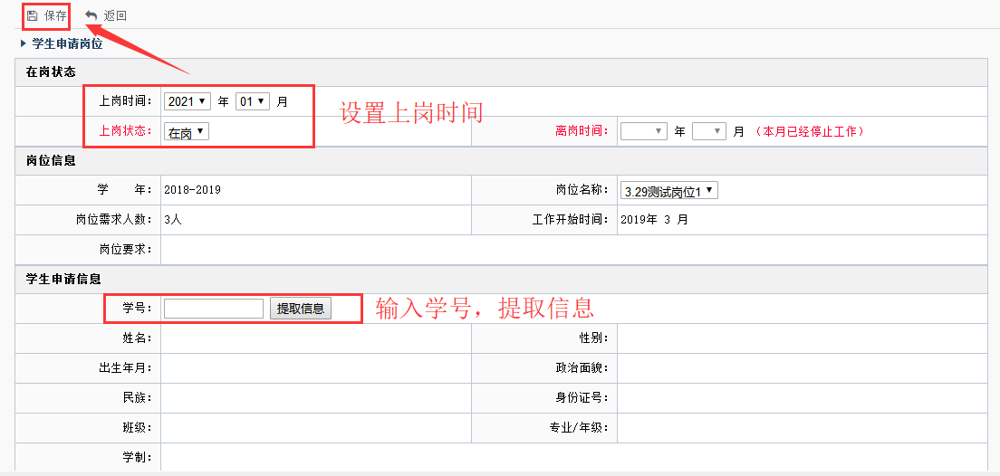 保存 返回
学生申请岗位
在岗状态
上岗时间： 2021 年 01 月
设置上岗时间
上岗状态： 在岗 离岗时间： 年 月 （本月已经停止工作）
岗位信息
学 年： 2018-2019 岗位名称： 3.29测试岗位1
岗位需求人数： 3人 工作开始时间： 2019年 3 月
岗位要求：
学生申请信息
学号： 提取信息 输入学号，提取信息
姓名： 性别：
出生年月： 政治面貌：
民族： 身份证号：
班级： 专业/年级：
学制：